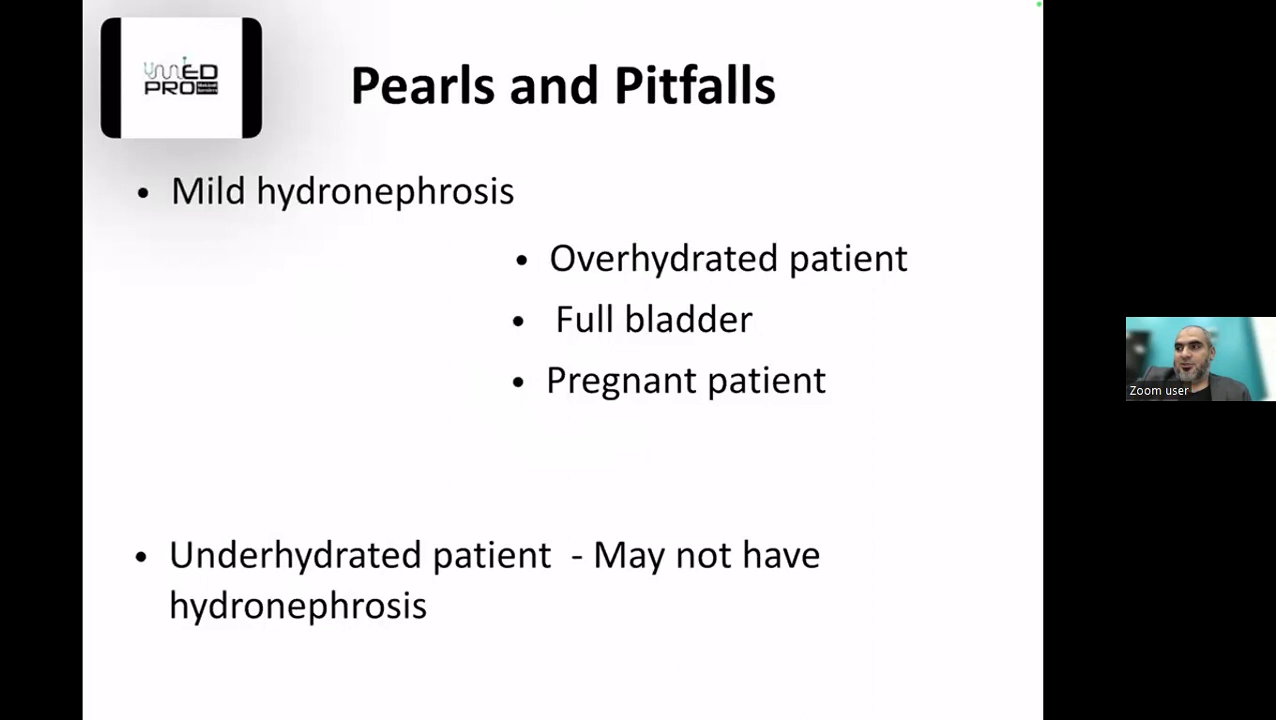 YMED
PRO
Pearls and Pitfalls
• Mild hydronephrosis
• Overhydrated patient
• Full bladder
• Pregnant patient
• Underhydrated patient - May not have
hydronephrosis
Zoom user